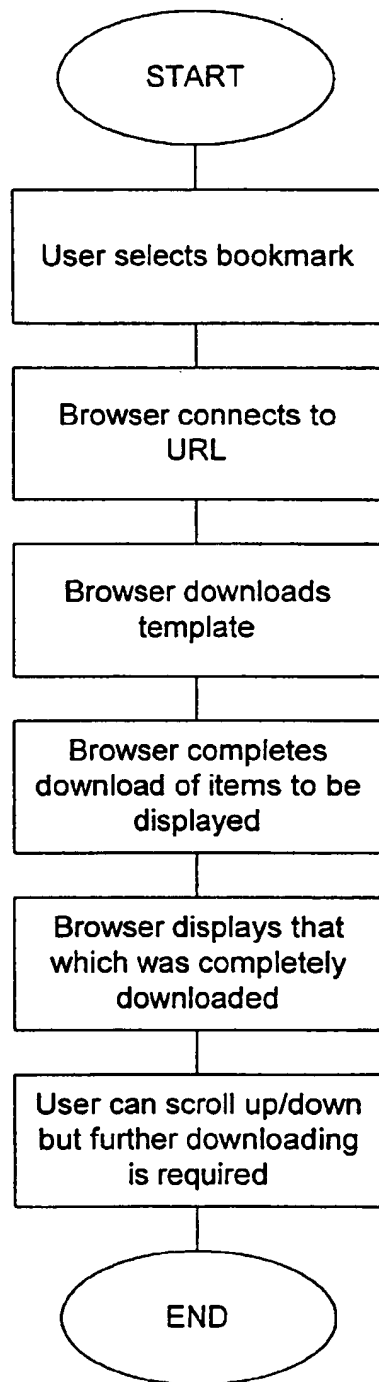 START
User selects bookmark
Browser connects to
URL
Browser downloads
template
Browser completes
download of items to be
displayed
Browser displays that
which was completely
downloaded
User can scroll up/down
but further downloading
is required
END